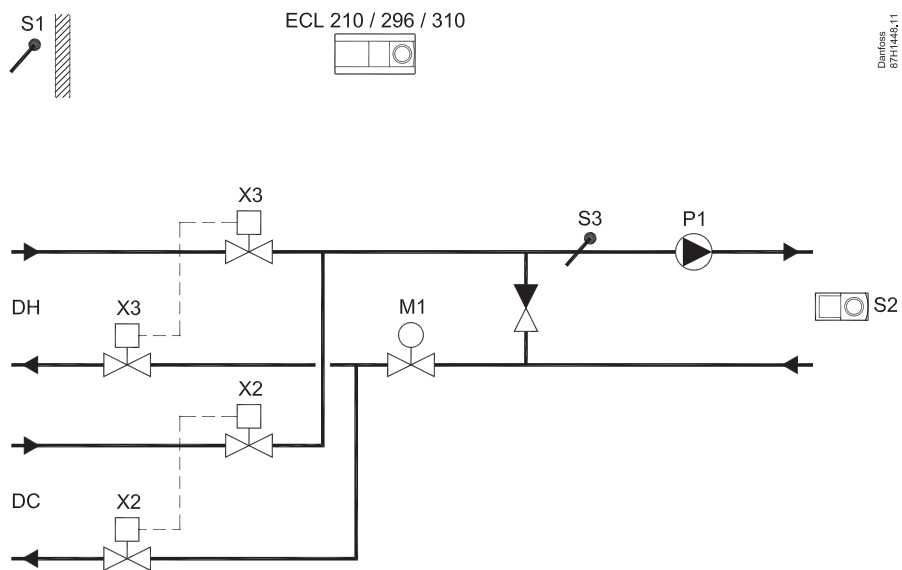 S1
ECL 210 / 296 / 310
Danfoss
87H1448.11
X3
S3
P1
DH
X3
M1
S2
X2
DC
X2